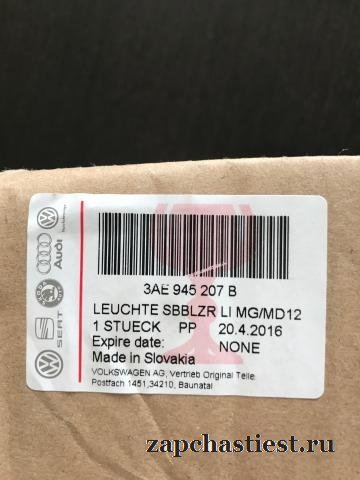 3AE 945 207 B
LEUCHTE SBBLZR LI MG/MD12
1 STUECK PP 20.4.2016
Expire date: NONE
Made in Slovakia
VOLKSWAGEN AG, Vertrieb Original Teile
Postfach 1451,34210, Baunatal
Audi
SEAT
zapchastiest.ru